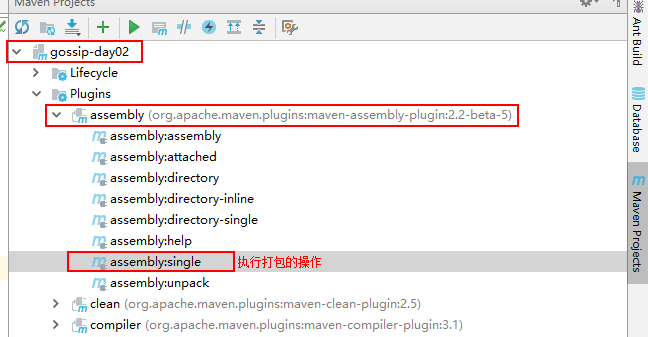 Maven Projects
gossip-day02
Lifecycle
Plugins
assembly (org.apache.maven.plugins:maven-assembly-plugin:2.2-beta-5)
assembly:assembly
assembly:attached
assembly:directory
assembly:directory-inline
assembly:directory-single
assembly:help
assembly:single 执行打包的操作
assembly:unpack
clean (org.apache.maven.plugins:maven-clean-plugin:2.5)
compiler (org.apache.maven.plugins:maven-compiler-plugin:3.1)
Ant Build
Database
m Maven Projects